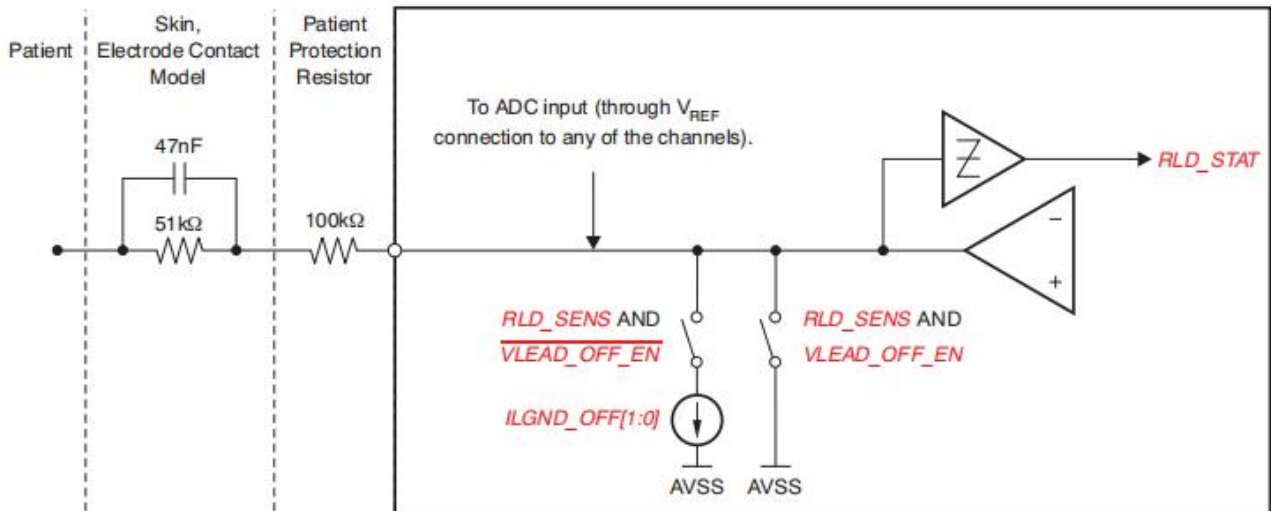 Patient
Skin,
Electrode Contact
Model
Patient
Protection
Resistor
47nF
51kΩ
100kΩ
To ADC input (through VREF
connection to any of the channels).
RLD_STAT
−
+
RLD_SENS AND
VLEAD_OFF_EN
RLD_SENS AND
VLEAD_OFF_EN
ILGND_OFF[1:0]
AVSS
AVSS